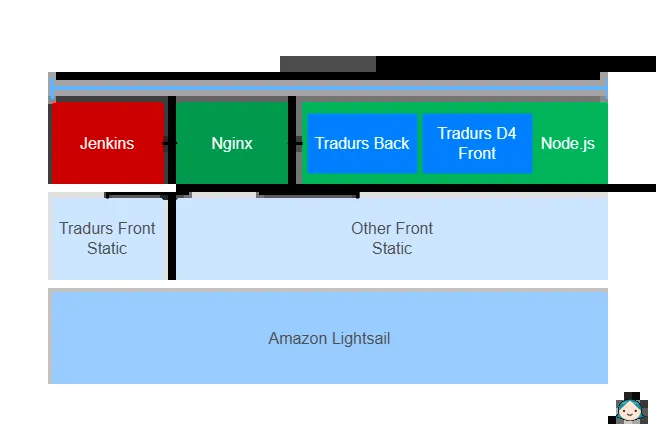 Jenkins
Nginx
Tradurs Back
Tradurs D4
Front
Node.js
Tradurs Front
Static
Other Front
Static
Amazon Lightsail